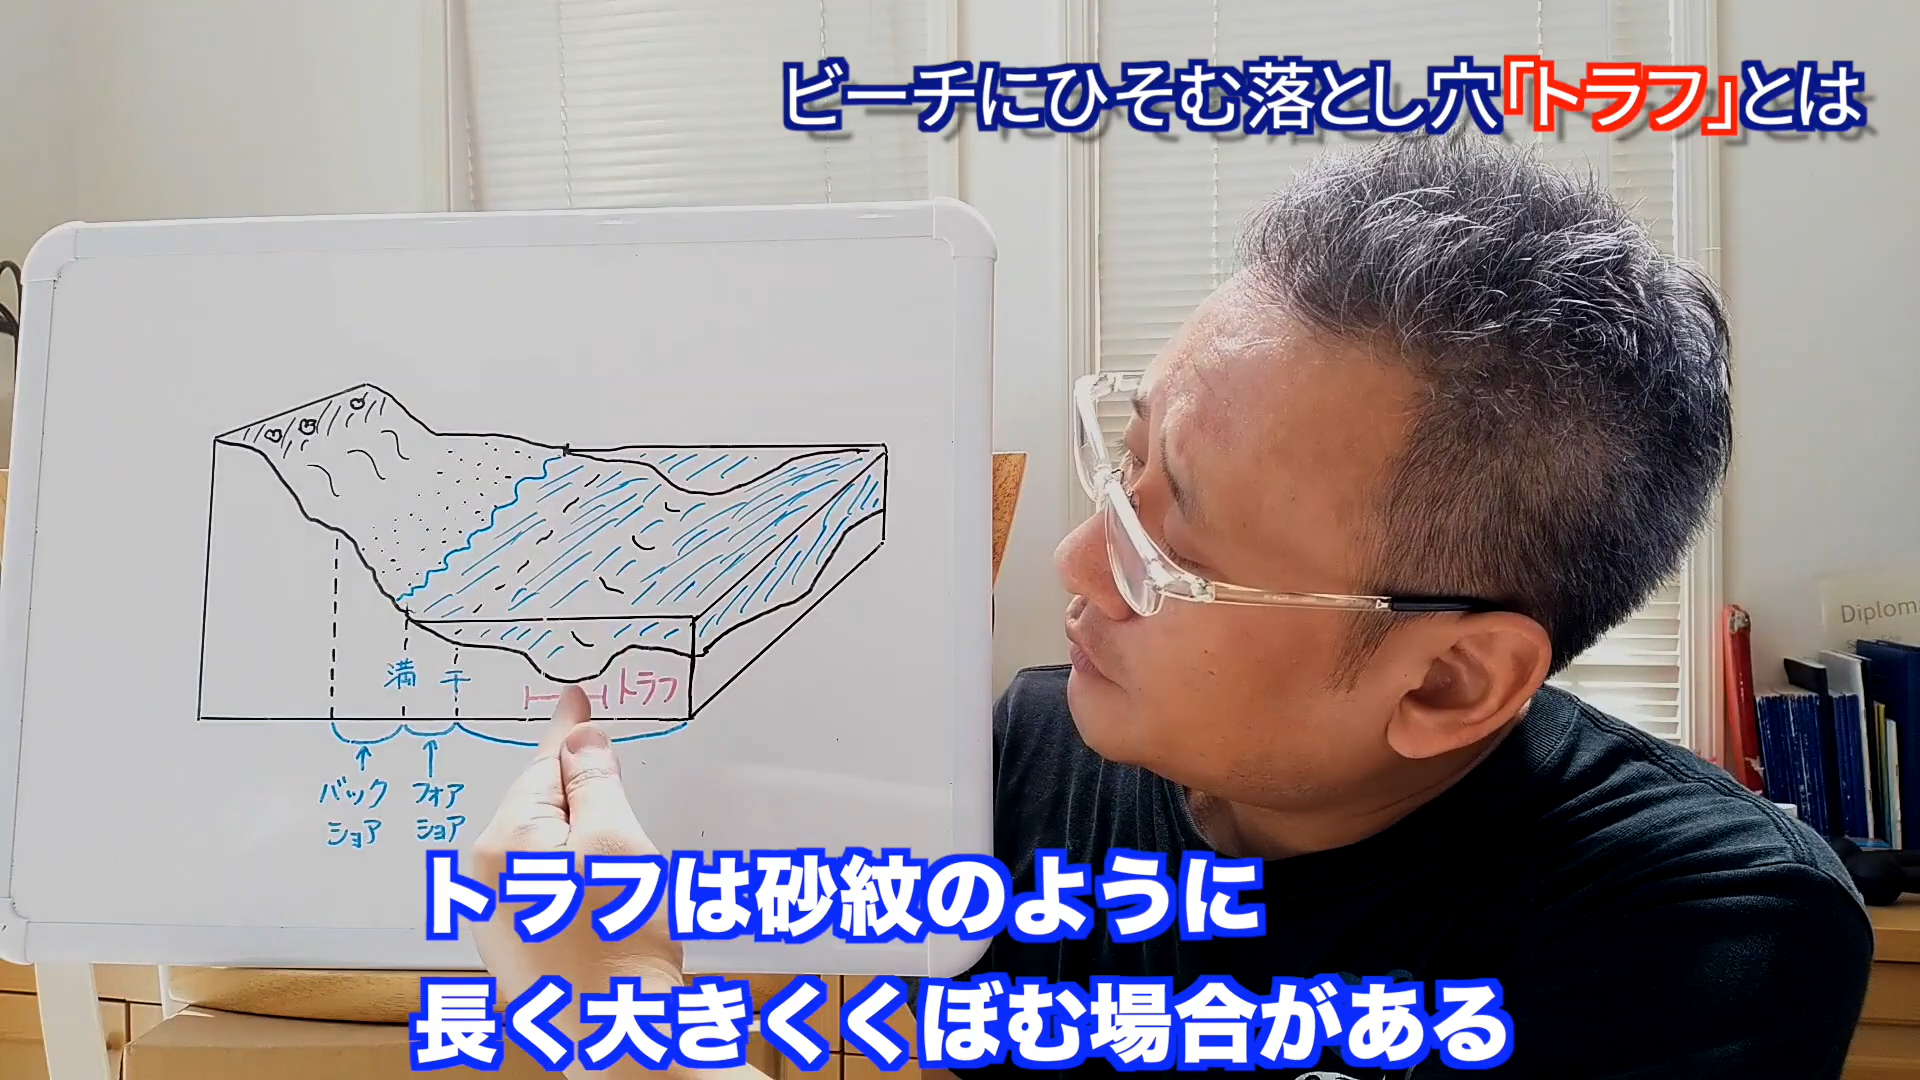 ビーチにひそむ落とし穴「トラフ」とは
満 干
トラフ
バック
ショア
フォア
ショア
Diplom
トラフは砂紋のように
長く大きくくぼむ場合がある